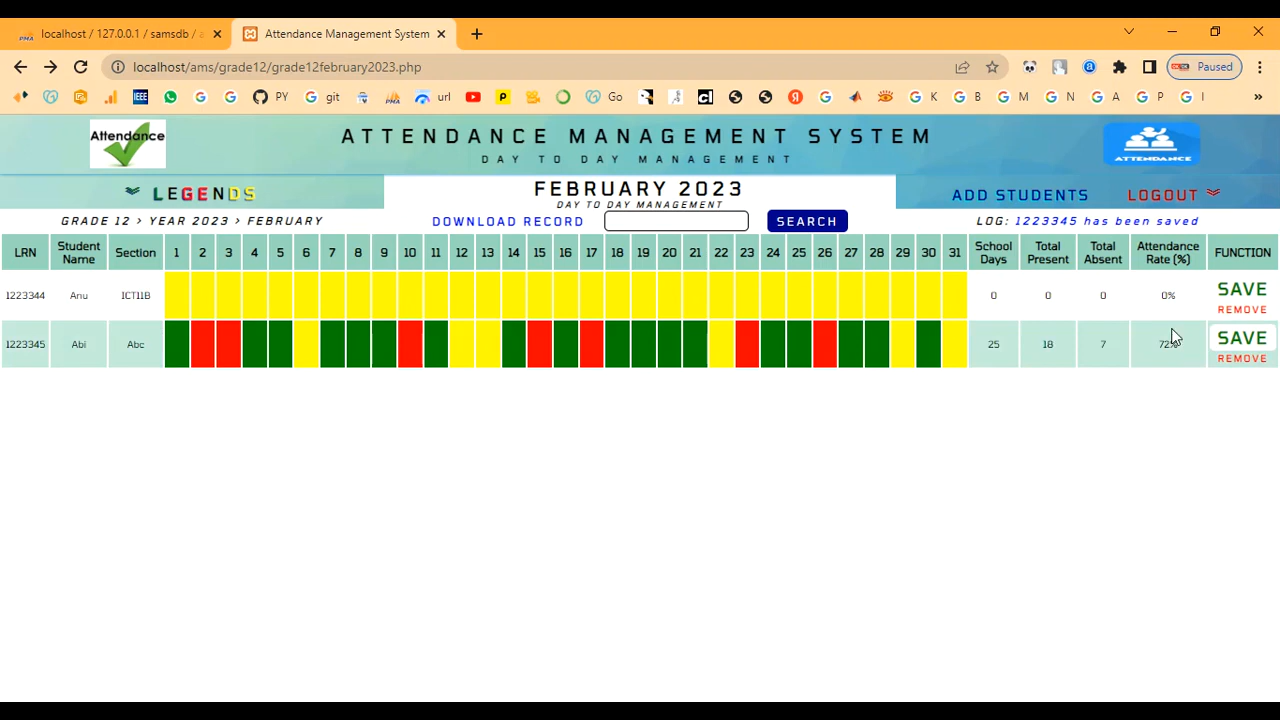 localhost / 127.0.0.1 / samsdb /
Attendance Management System
localhost/ams/grade12/grade12february2023.php
Paused
IEEE
PY
git
PMA
url
Go
K
B
M
N
A
P
I
Attendance
ATTENDANCE MANAGEMENT SYSTEM
DAY TO DAY MANAGEMENT
ATTENDANCE
LEGENDS
FEBRUARY 2023
DAY TO DAY MANAGEMENT
ADD STUDENTS
LOGOUT
GRADE 12 > YEAR 2023 > FEBRUARY
DOWNLOAD RECORD
SEARCH
LOG: 1223345 has been saved
LRN Student Name Section 1 2 3 4 5 6 7 8 9 10 11 12 13 14 15 16 17 18 19 20 21 22 23 24 25 26 27 28 29 30 31 School Days Total Present Total Absent Attendance Rate (%) FUNCTION
1223344 Anu ICT11B 0 0 0 0% SAVE
REMOVE
1223345 Abi Abc 25 18 7 72% SAVE
REMOVE